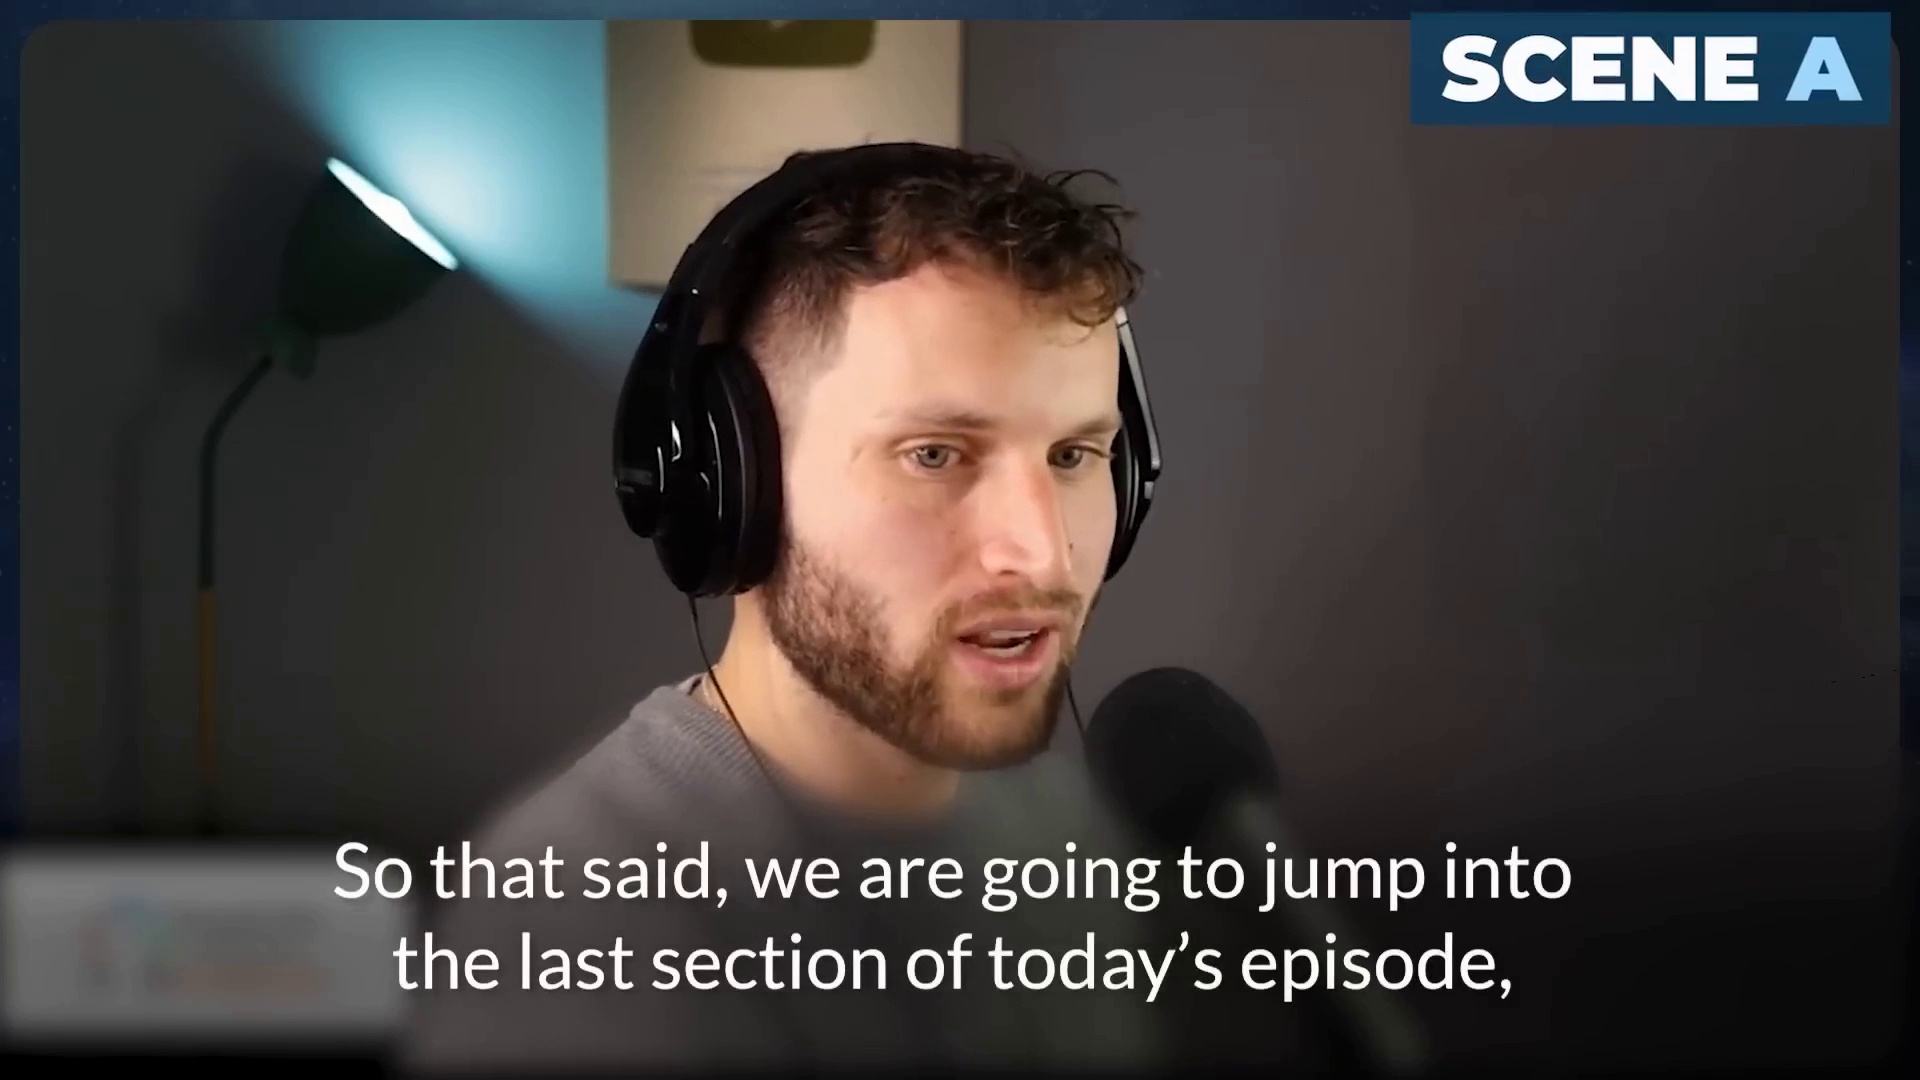 SCENE A
So that said, we are going to jump into
the last section of today’s episode,